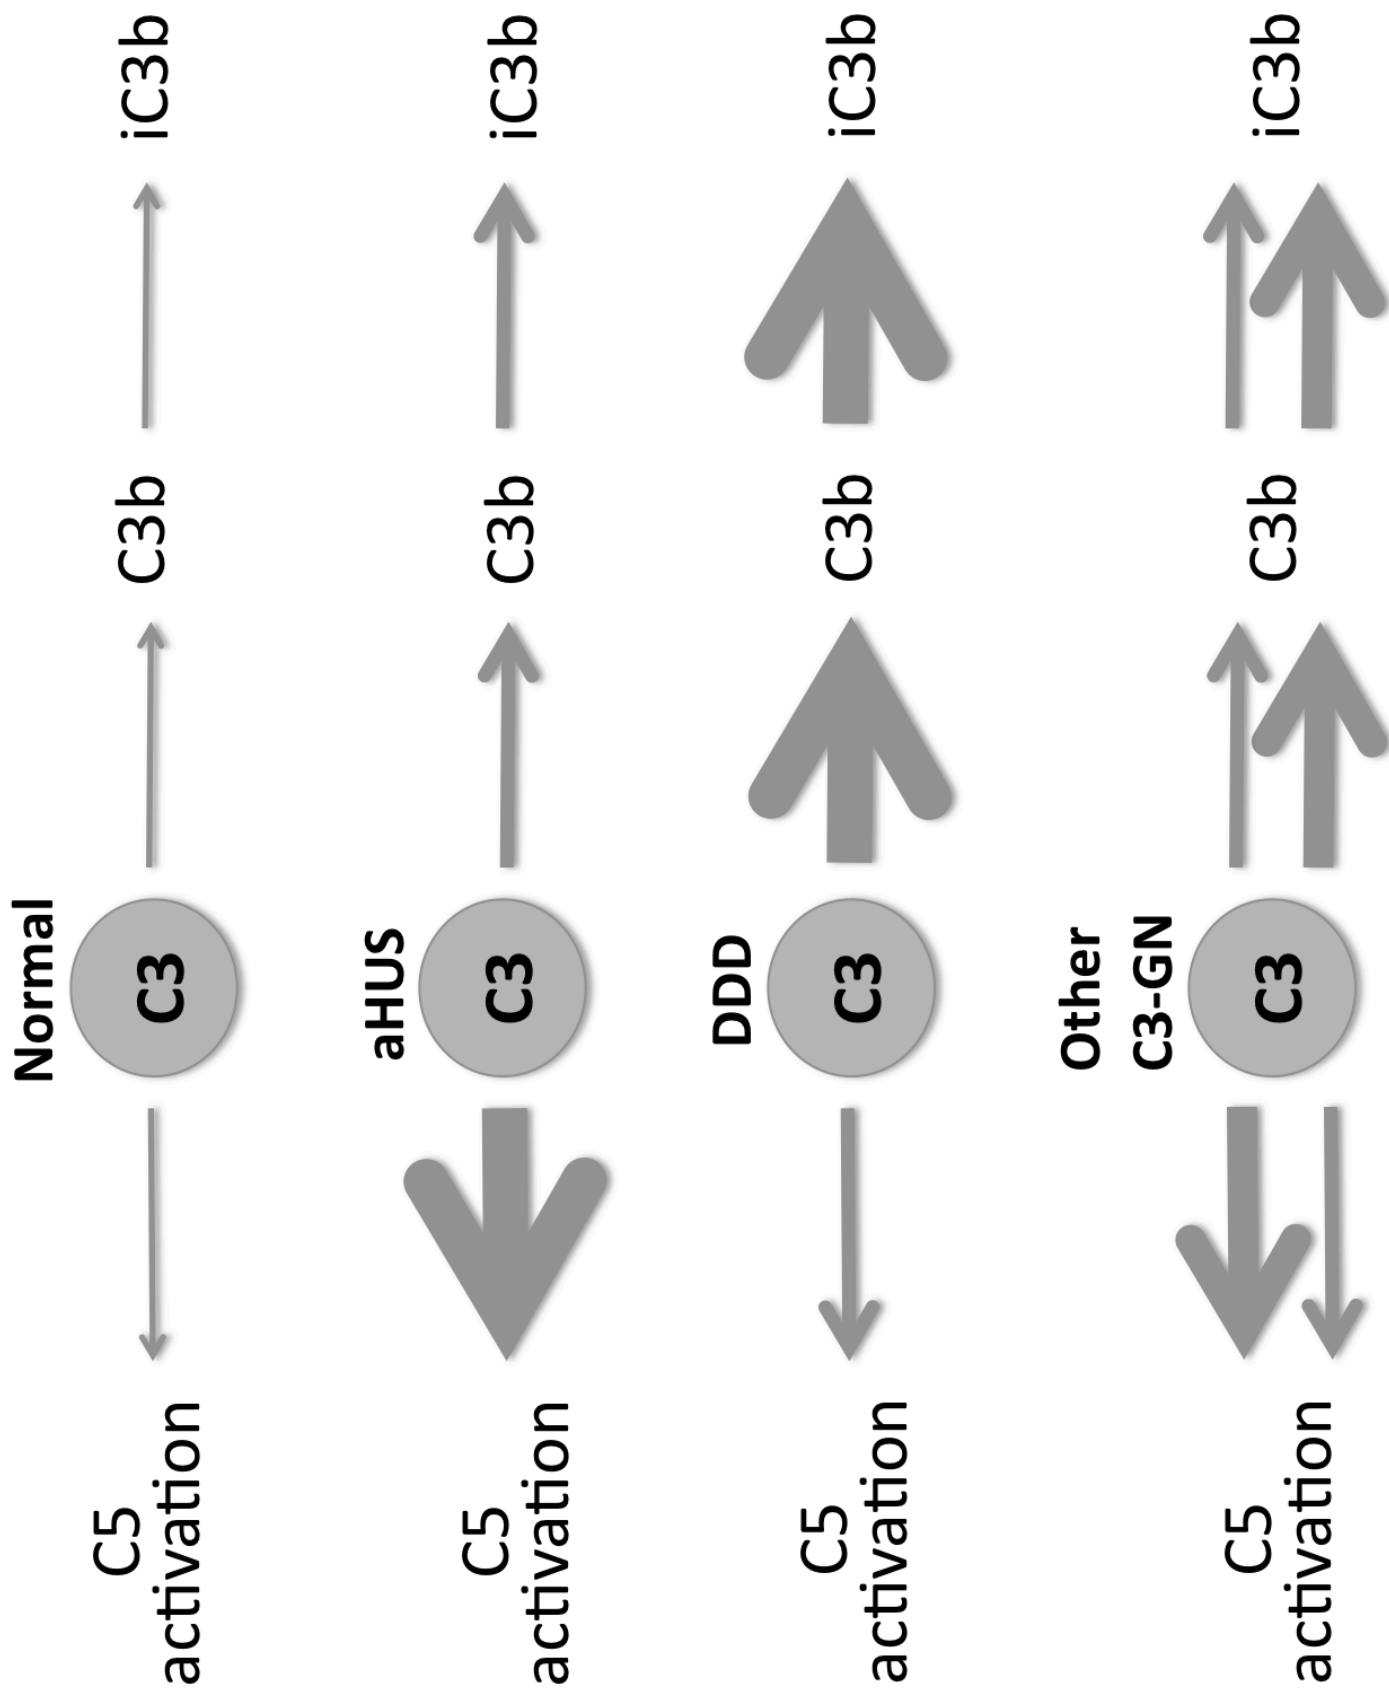 Normal
C5
activation
C3
C3b
iC3b
aHUS
C5
activation
C3
C3b
iC3b
DDD
C5
activation
C3
C3b
iC3b
Other
C3-GN
C5
activation
C3
C3b
iC3b